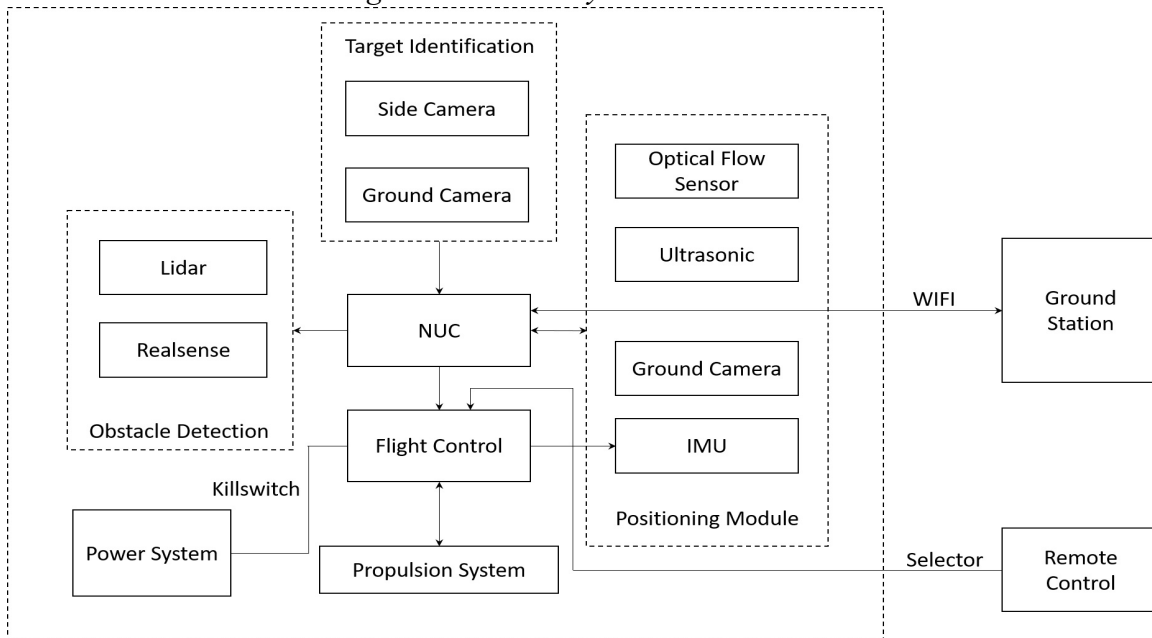 Target Identification
Side Camera
Ground Camera
Optical Flow
Sensor
Ultrasonic
Ground Camera
IMU
Positioning Module
Lidar
Realsense
Obstacle Detection
NUC
Flight Control
Killswitch
Power System
Propulsion System
WIFI
Ground
Station
Selector
Remote
Control